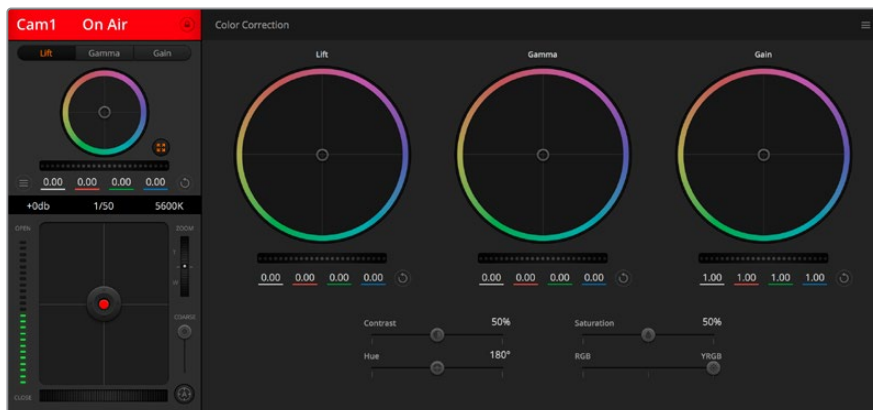 Cam1 On Air
Color Correction
Lift Gamma Gain
Lift
Gamma
Gain
0.00 0.00 0.00 0.00
+0db 1/50 5600K
OPEN
ZOOM
T
W
COARSE
CLOSE
0.00 0.00 0.00 0.00
0.00 0.00 0.00 0.00
1.00 1.00 1.00 1.00
Contrast 50%
Saturation 50%
Hue 180°
RGB YRGB